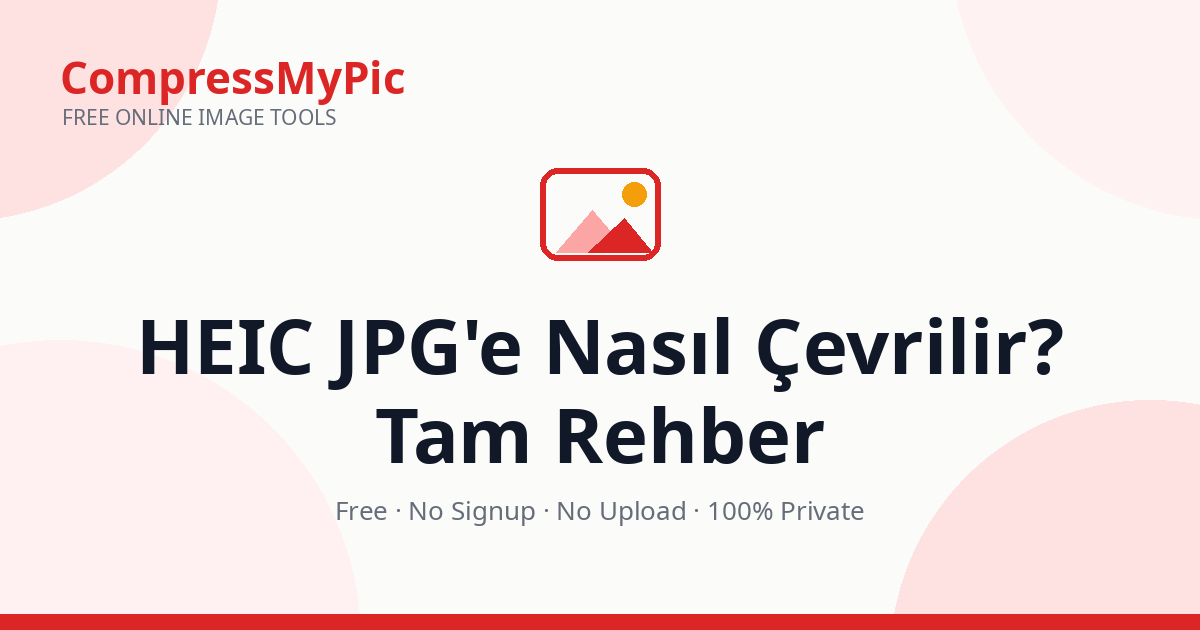 CompressMyPic
FREE ONLINE IMAGE TOOLS
HEIC JPG'e Nasıl Çevrilir?
Tam Rehber
Free · No Signup · No Upload · 100% Private